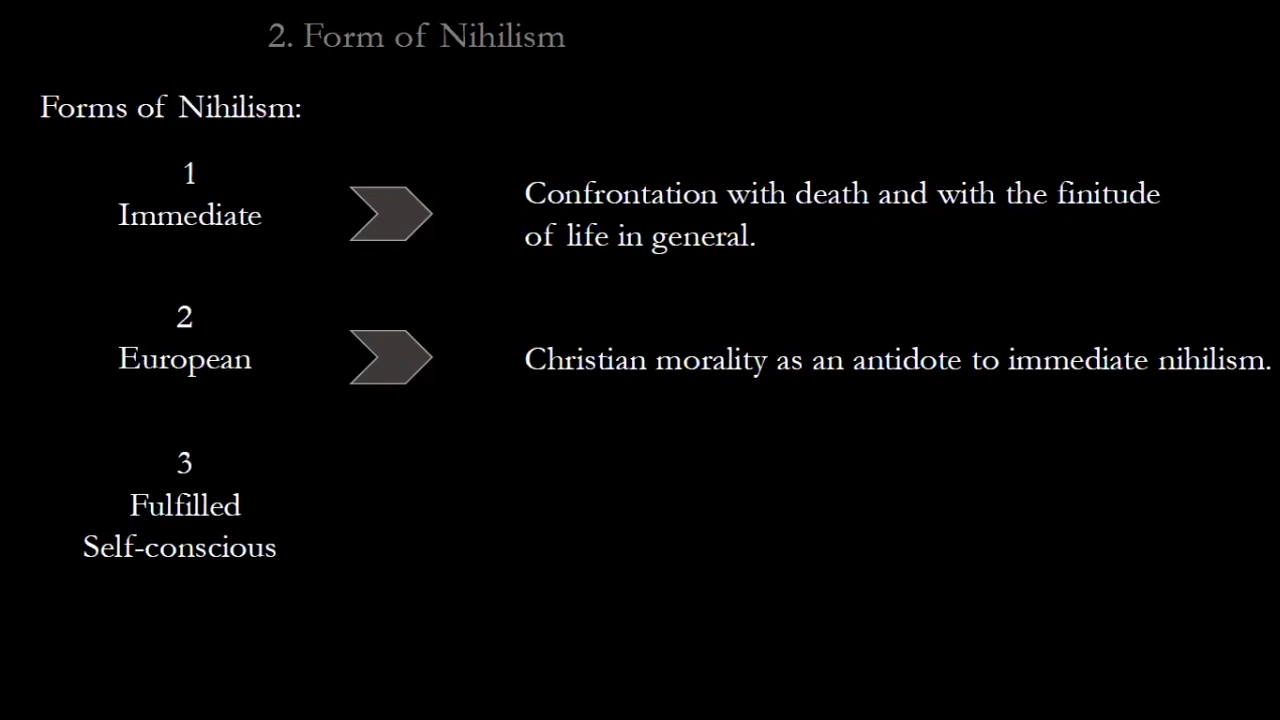 2. Form of Nihilism
Forms of Nihilism:
1
Immediate
Confrontation with death and with the finitude
of life in general.
2
European
Christian morality as an antidote to immediate nihilism.
3
Fulfilled
Self-conscious